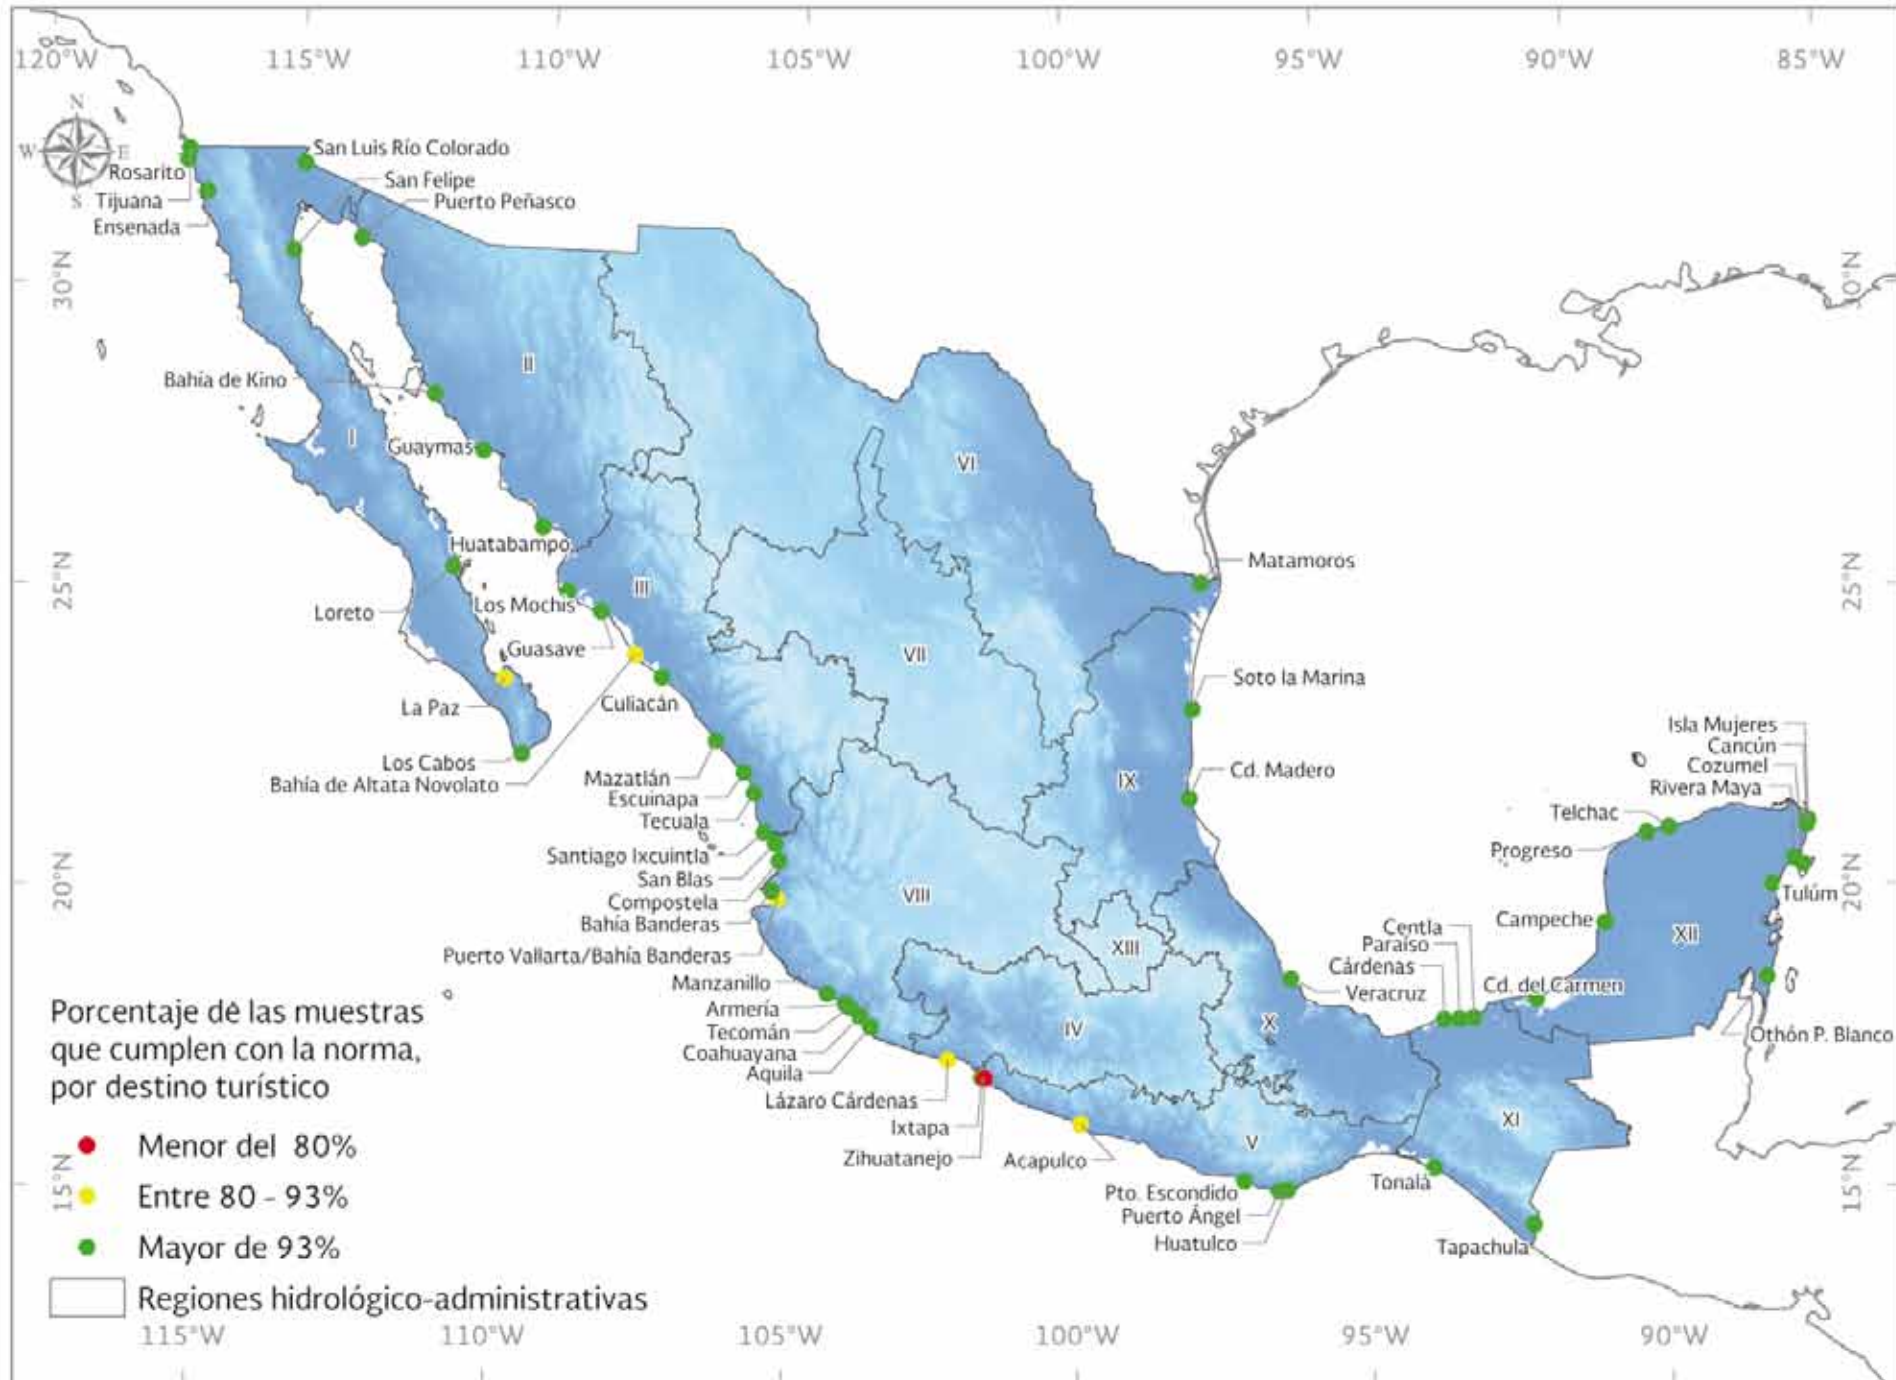 120°W 115°W 110°W 105°W 100°W 95°W 90°W 85°W
N
W E
S
San Luis Río Colorado
Rosarito
San Felipe
Tijuana
Puerto Peñasco
Ensenada
30°N
30°N
II
Bahía de Kino
I
Guaymas
VI
Huatabampo
Matamoros
25°N
25°N
III
Los Mochis
Loreto
Guasave
VII
Soto la Marina
La Paz
Culiacán
Isla Mujeres
Cancún
Los Cabos
Cozumel
Cd. Madero
Bahía de Altata Novolato
Mazatlán
IX
Rivera Maya
Escuinapa
Telchac
Tecuala
Progreso
Santiago Ixcuintla
San Blas
20°N
20°N
VIII
Tulúm
Compostela
Campeche
Bahía Banderas
Centla
XII
Paraíso
XIII
Puerto Vallarta/Bahía Banderas
Cárdenas
Manzanillo
Veracruz
Cd. del Carmen
Armería
X
IV
Tecomán
Othón P. Blanco
Coahuayana
Aquila
Lázaro Cárdenas
XI
Ixtapa
V
Zihuatanejo
Acapulco
Tonalá
Pto. Escondido
Puerto Ángel
Huatulco
Tapachula
15°N
15°N
Porcentaje de las muestras
que cumplen con la norma,
por destino turístico
Menor del 80%
Entre 80 - 93%
Mayor de 93%
Regiones hidrológico-administrativas
115°W 110°W 105°W 100°W 95°W 90°W